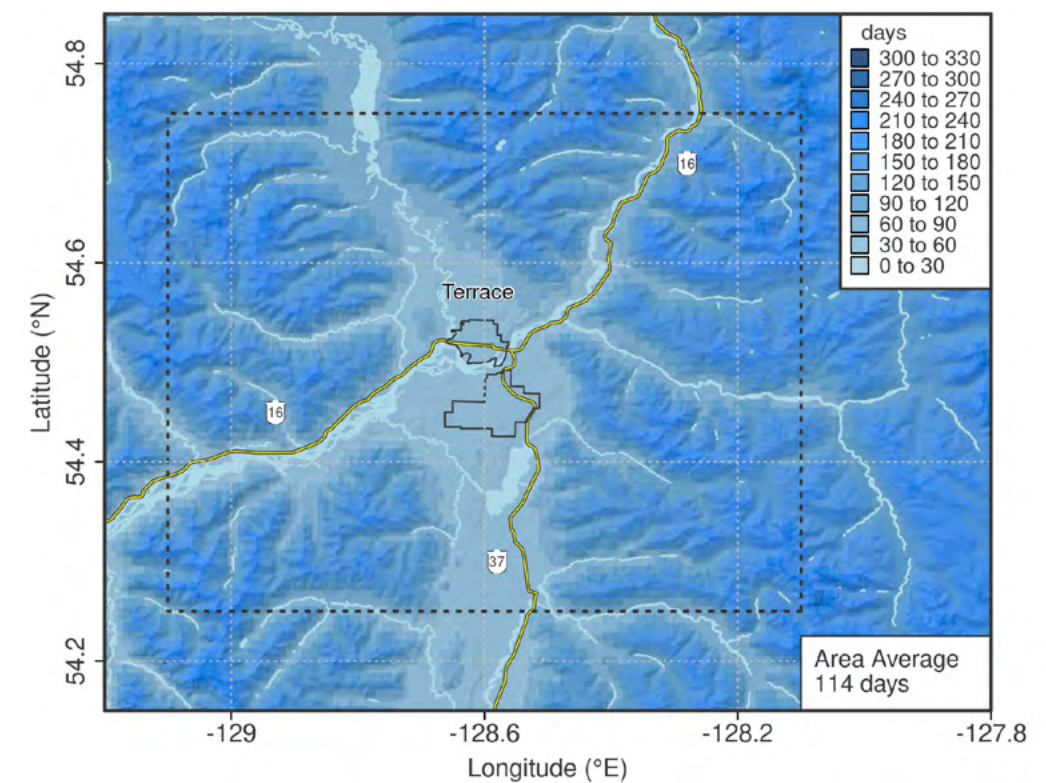 days
300 to 330
270 to 300
240 to 270
210 to 240
180 to 210
150 to 180
120 to 150
90 to 120
60 to 90
30 to 60
0 to 30
54.8
54.6
54.4
54.2
Latitude (°N)
16
Terrace
16
37
Area Average
114 days
-129
-128.6
-128.2
-127.8
Longitude (°E)